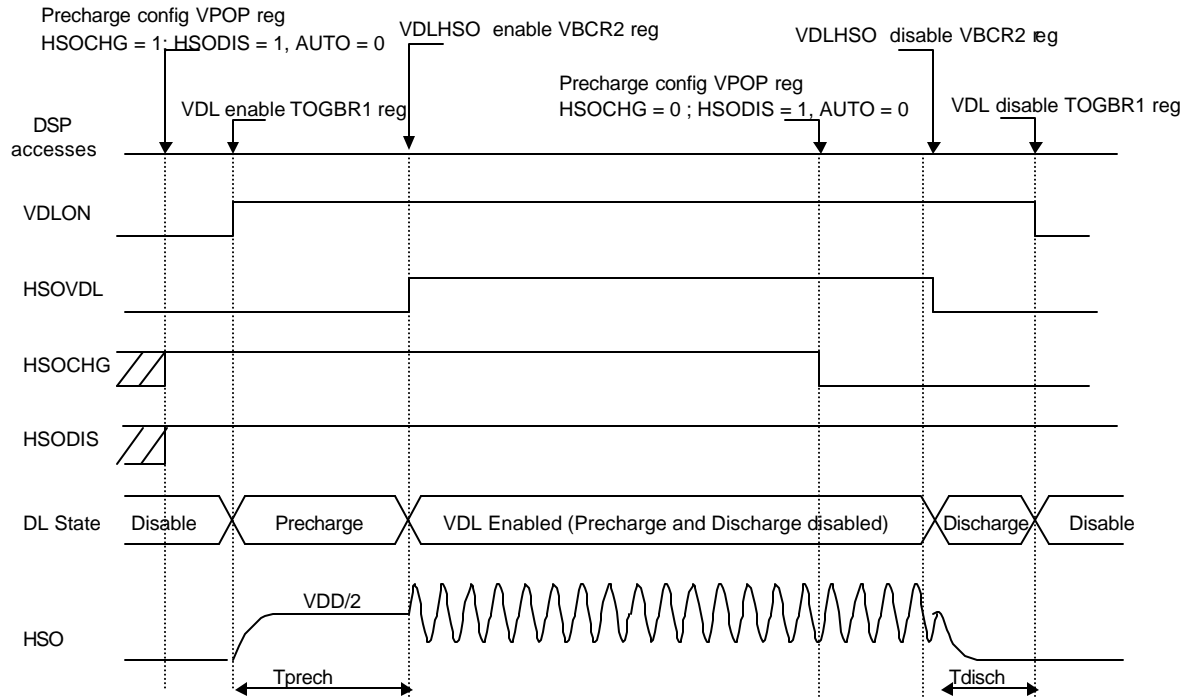 Precharge config VPOP reg
HSOCHG = 1; HSODIS = 1, AUTO = 0
VDLHSO enable VBCR2 reg
VDLHSO disable VBCR2 reg
Precharge config VPOP reg
HSOCHG = 0 ; HSODIS = 1, AUTO = 0
VDL enable TOGBR1 reg
VDL disable TOGBR1 reg
DSP
accesses
VDLON
HSOVDL
HSOCHG
HSODIS
DL State
Disable
Precharge
VDL Enabled (Precharge and Discharge disabled)
Discharge
Disable
VDD/2
HSO
Tprech
Tdisch